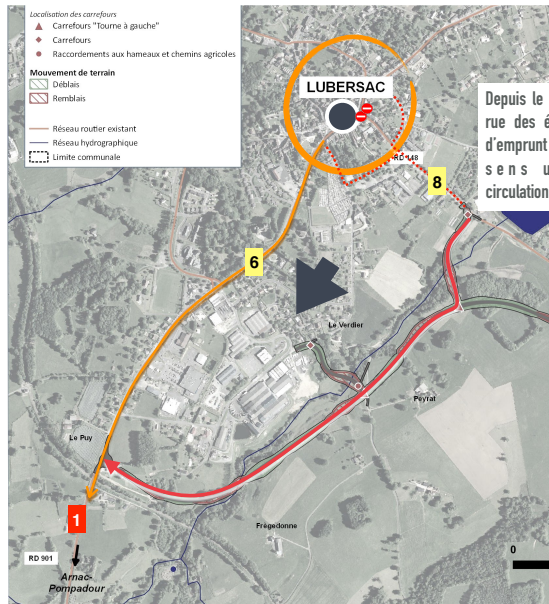 Localisation des carrefours
Carrefours "Tourne à gauche"
Carrefours
Raccordements aux hameaux et chemins agricoles
Mouvement de terrain
Déblais
Remblais
Réseau routier existant
Réseau hydrographique
Limite communale
LUBERSAC
Depuis le
rue des é
d'emprunt
sens u
circulation
RD 148
8
6
Le Verdier
Peyrat
Le Puy
1
Frègedonne
RD 901
Arnac-
Pompadour
0